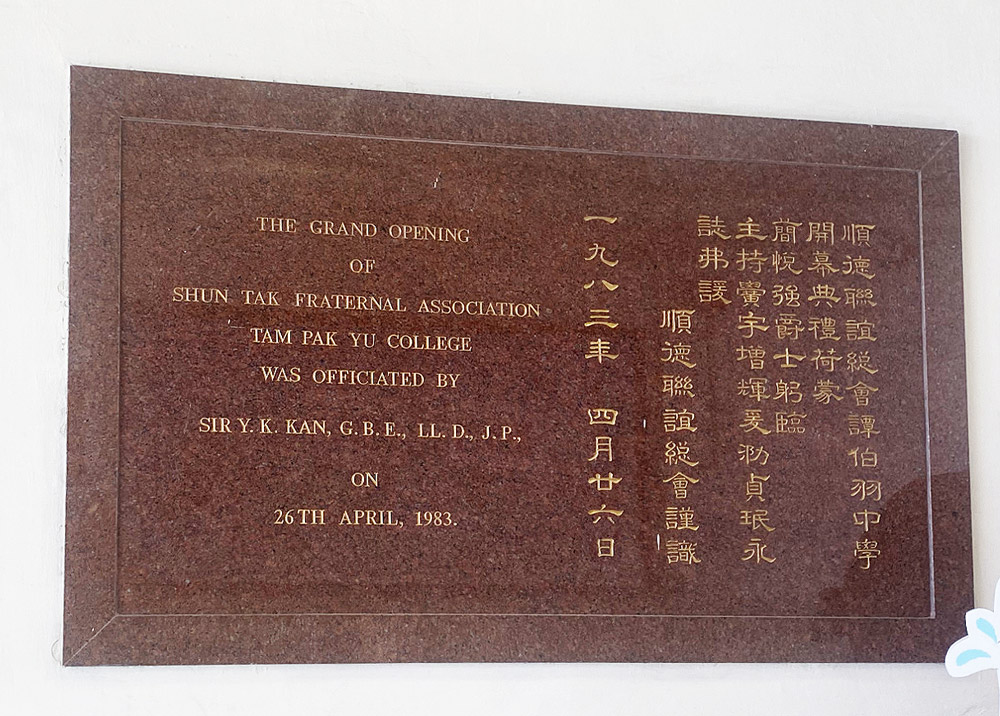 THE GRAND OPENING
OF
SHUN TAK FRATERNAL ASSOCIATION
TAM PAK YU COLLEGE
WAS OFFICIATED BY
SIR Y. K. KAN, G. B. E., LL. D., J. P.,
ON
26TH APRIL, 1983.
順德聯誼総會譚伯羽中學
開幕典禮荷蒙
簡悅強爵士躬臨
主持黌宇增輝爰泐貞珉永
誌弗諼
順德聯誼総會謹識
一九八三年 四月廿六日